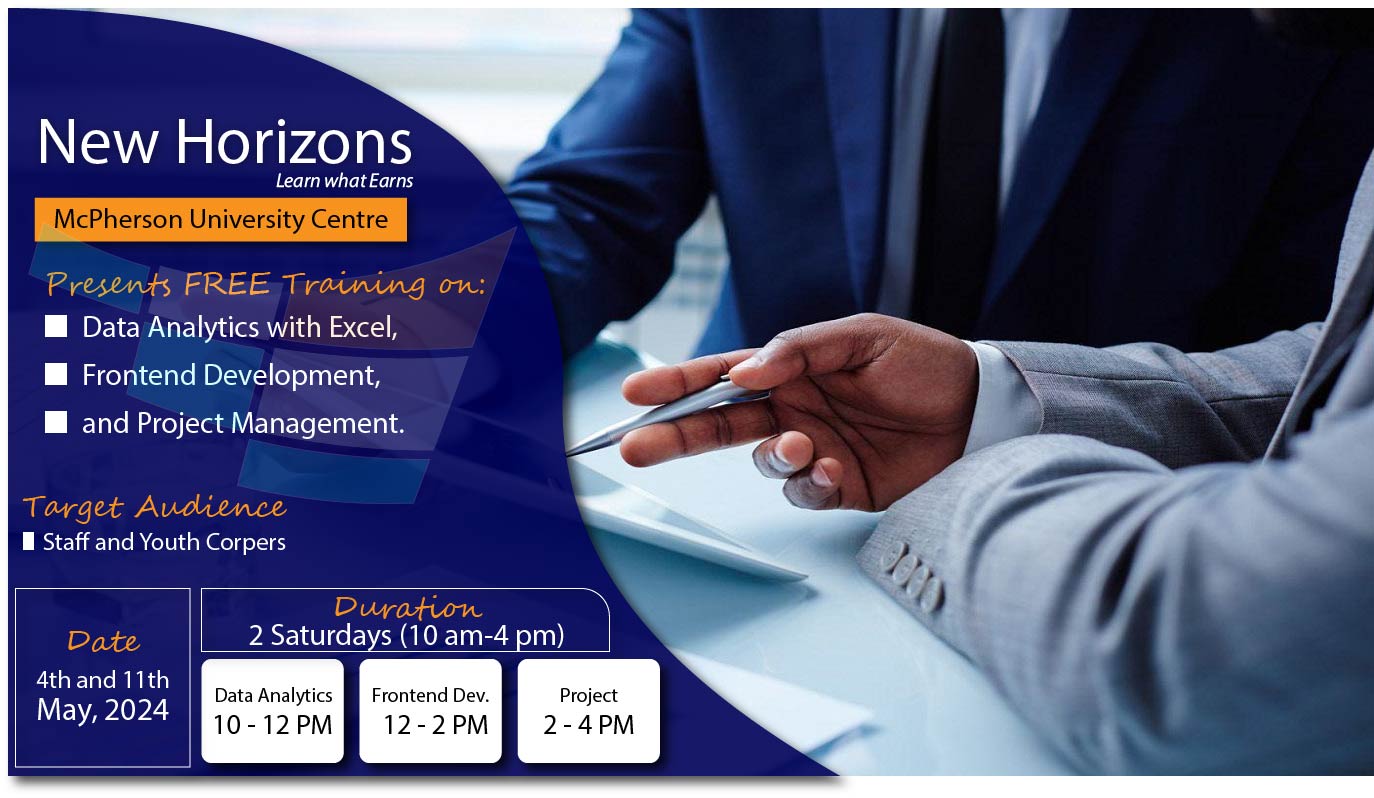 New Horizons
Learn what Earns
McPherson University Centre
Presents FREE Training on:
Data Analytics with Excel,
Frontend Development,
and Project Management.
Target Audience
Staff and Youth Corpers
Date
4th and 11th
May, 2024
Duration
2 Saturdays (10 am-4 pm)
Data Analytics
10 - 12 PM
Frontend Dev.
12 - 2 PM
Project
2 - 4 PM